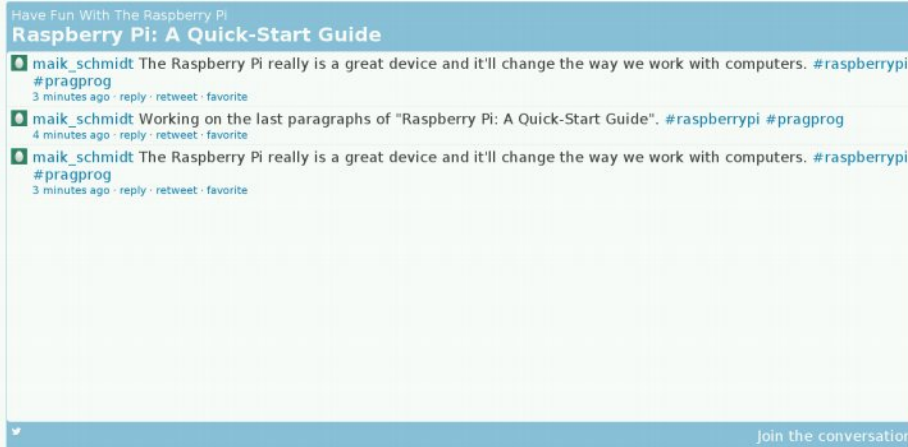 Have Fun With The Raspberry Pi
Raspberry Pi: A Quick-Start Guide
maik_schmidt The Raspberry Pi really is a great device and it'll change the way we work with computers. #raspberrypi
#pragprog
3 minutes ago · reply · retweet · favorite
maik_schmidt Working on the last paragraphs of "Raspberry Pi: A Quick-Start Guide". #raspberrypi #pragprog
4 minutes ago · reply · retweet · favorite
maik_schmidt The Raspberry Pi really is a great device and it'll change the way we work with computers. #raspberrypi
#pragprog
3 minutes ago · reply · retweet · favorite
Join the conversation